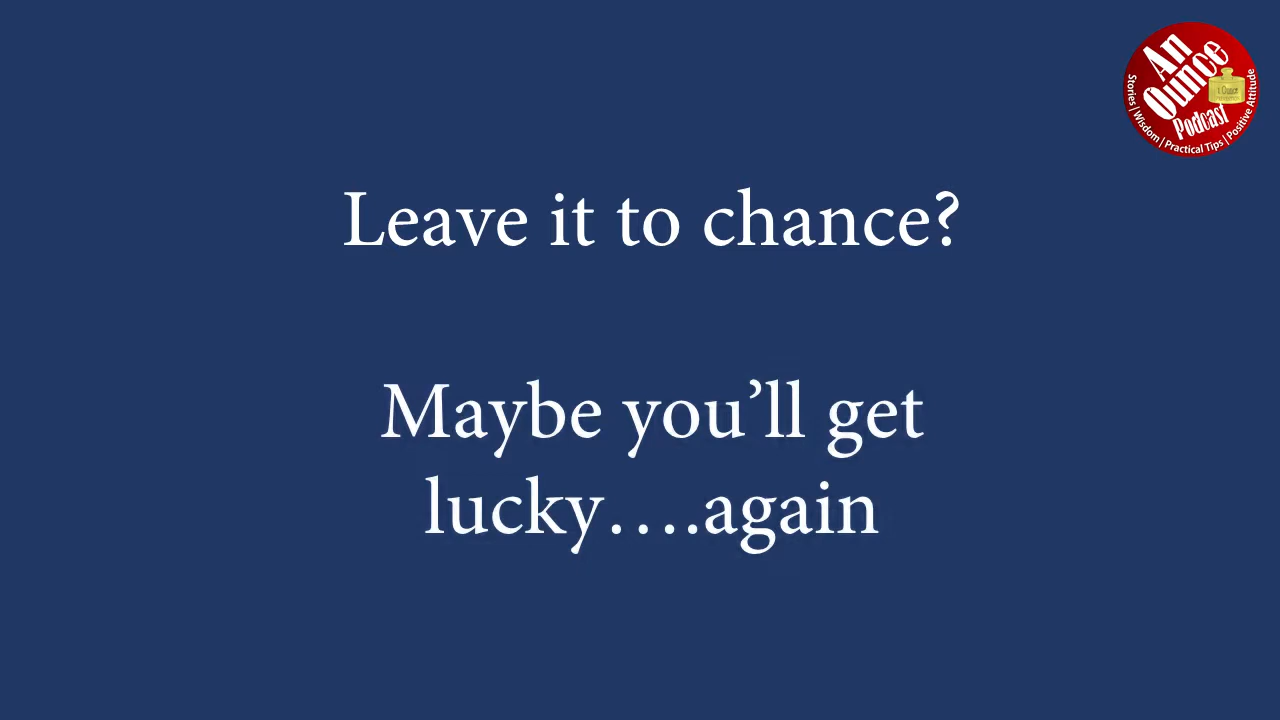 An
Ounce
Podcast
Stories | Wisdom | Practical Tips | Positive Attitude
Leave it to chance?
Maybe you’ll get
lucky….again